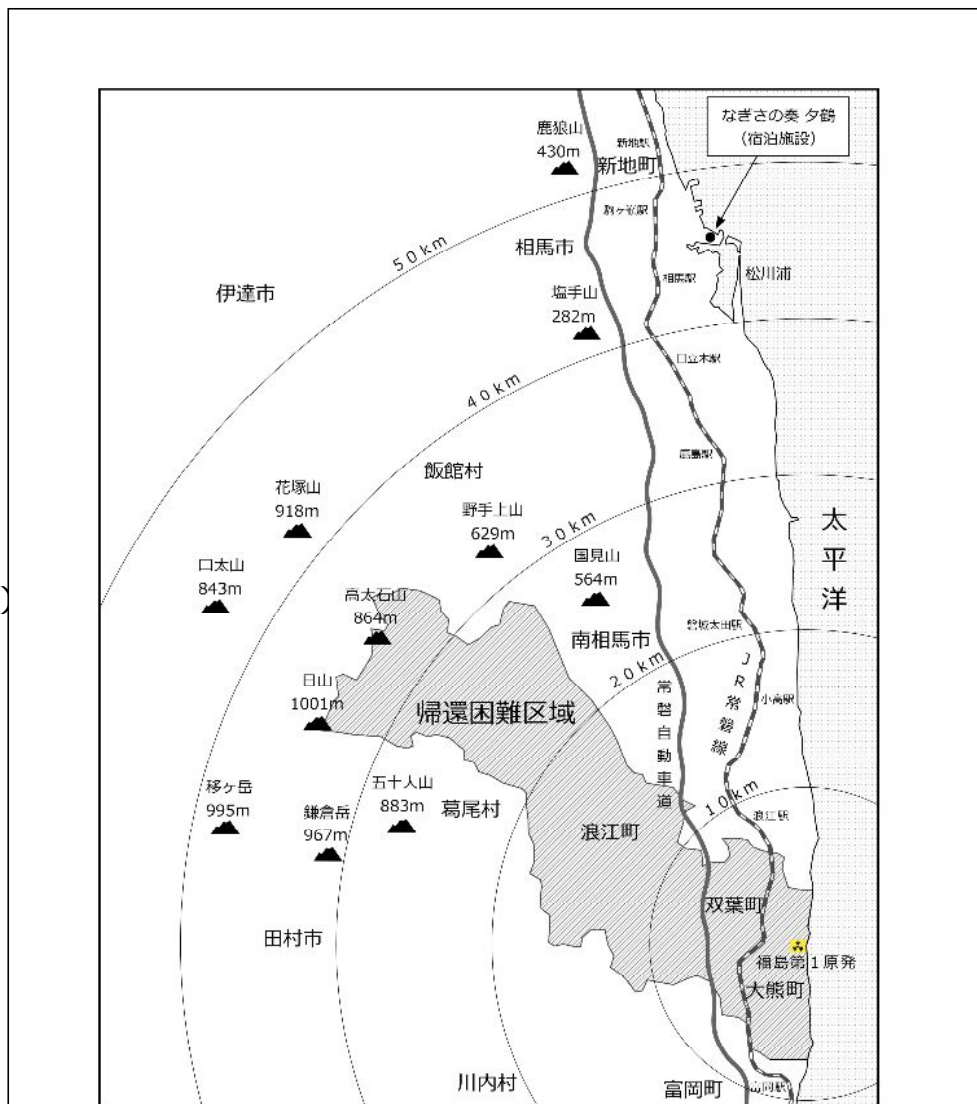 なぎさの奏 夕鶴
(宿泊施設)
鹿狼山
430m
新地駅
新地町
駒ヶ嶺駅
50km
相馬市
相馬駅
松川浦
伊達市
塩手山
282m
40km
日立木駅
飯館村
鹿島駅
花塚山
918m
野手上山
629m
30km
国見山
564m
太平洋
口太山
843m
高太石山
864m
南相馬市
磐城太田駅
20km
JR常磐線
小高駅
日山
1001m
帰還困難区域
常磐自動車道
移ヶ岳
995m
鎌倉岳
967m
五十人山
883m
葛尾村
10km
浪江駅
浪江町
双葉町
田村市
福島第1原発
大熊町
川内村
富岡町
富岡駅
)